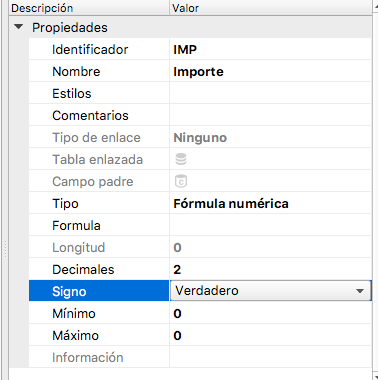 Descripción Valor
Propiedades
Identificador IMP
Nombre Importe
Estilos
Comentarios
Tipo de enlace Ninguno
Tabla enlazada
Campo padre
Tipo Fórmula numérica
Formula
Longitud 0
Decimales 2
Signo Verdadero
Mínimo 0
Máximo 0
Información